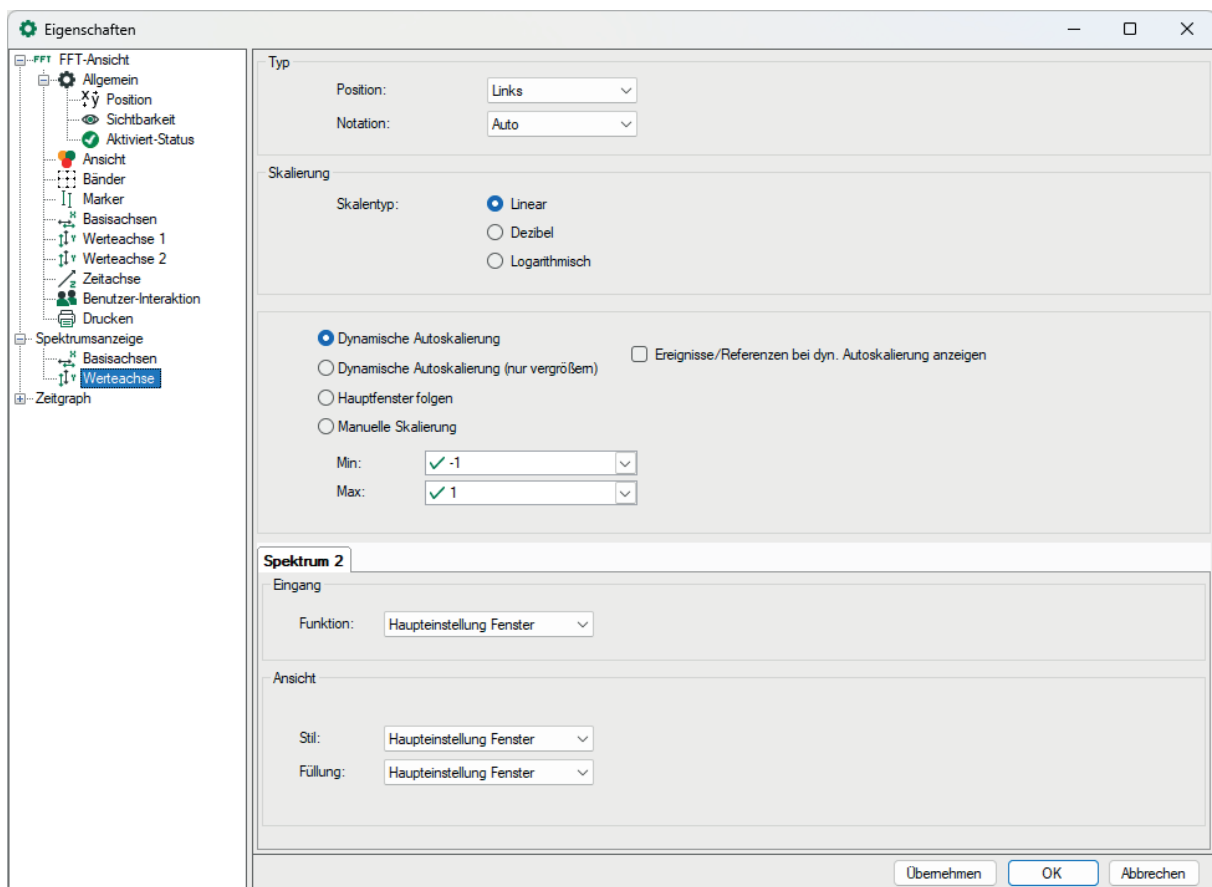 Eigenschaften
FFT FFT-Ansicht
Allgemein
Position
Sichtbarkeit
Aktiviert-Status
Ansicht
Bänder
Marker
Basisachsen
Werteachse 1
Werteachse 2
Zeitachse
Benutzer-Interaktion
Drucken
Spektrumsanzeige
Basisachsen
Werteachse
Zeitgraph
Typ
Position: Links
Notation: Auto
Skalierung
Skalentyp: Linear
Dezibel
Logarithmisch
Dynamische Autoskalierung
Ereignisse/Referenzen bei dyn. Autoskalierung anzeigen
Dynamische Autoskalierung (nur vergrößern)
Hauptfenster folgen
Manuelle Skalierung
Min: -1
Max: 1
Spektrum 2
Eingang
Funktion: Haupteinstellung Fenster
Ansicht
Stil: Haupteinstellung Fenster
Füllung: Haupteinstellung Fenster
Übernehmen OK Abbrechen